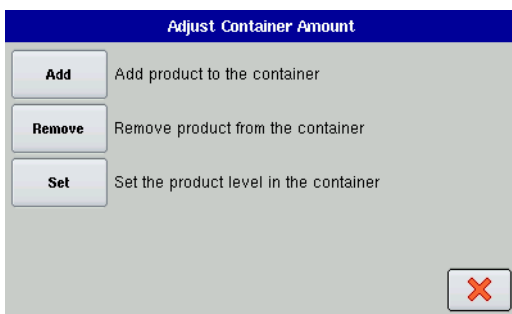 Adjust Container Amount
Add Add product to the container
Remove Remove product from the container
Set Set the product level in the container